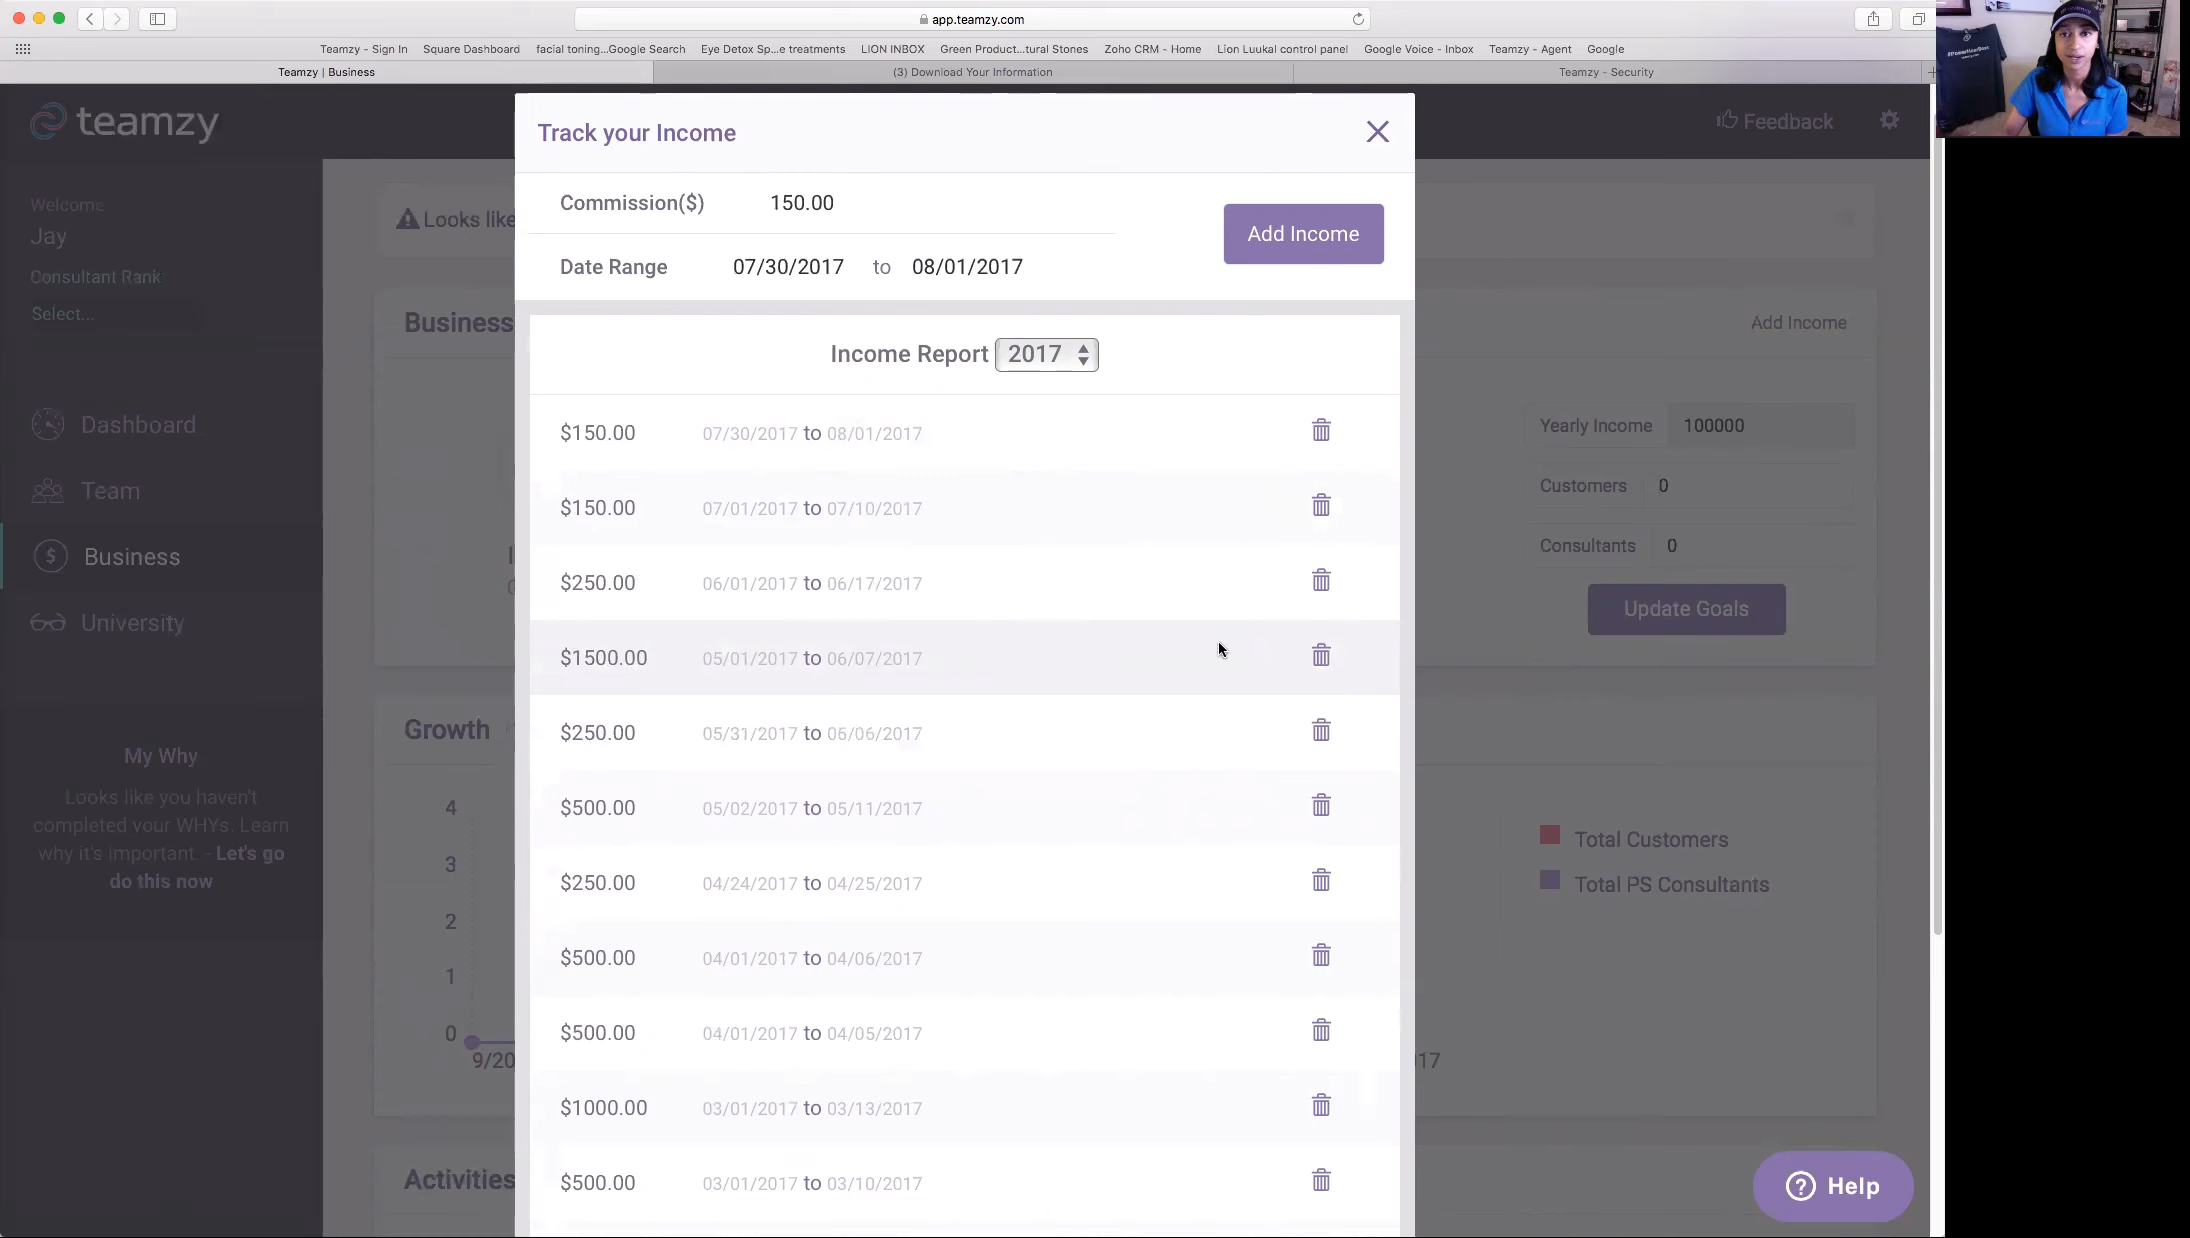 app.teamzy.com
Teamzy - Sign In Square Dashboard facial toning...Google Search Eye Detox Sp...e treatments LION INBOX Green Product...tural Stones Zoho CRM - Home Lion Luukal control panel Google Voice - Inbox Teamzy - Agent Google
Teamzy | Business (3) Download Your Information Teamzy - Security
teamzy
Feedback
Welcome
Jay
Consultant Rank
Select...
Dashboard
Team
Business
University
My Why
Looks like you haven't
completed your WHYs. Learn
why it's important. - Let's go
do this now
Looks like
Business
Track your Income
Commission($) 150.00
Add Income
Date Range 07/30/2017 to 08/01/2017
Income Report 2017
$150.00 07/30/2017 to 08/01/2017
$150.00 07/01/2017 to 07/10/2017
$250.00 06/01/2017 to 06/17/2017
$1500.00 05/01/2017 to 06/07/2017
$250.00 05/31/2017 to 06/06/2017
$500.00 05/02/2017 to 05/11/2017
$250.00 04/24/2017 to 04/25/2017
$500.00 04/01/2017 to 04/06/2017
$500.00 04/01/2017 to 04/05/2017
$1000.00 03/01/2017 to 03/13/2017
$500.00 03/01/2017 to 03/10/2017
Add Income
Yearly Income 100000
Customers 0
Consultants 0
Update Goals
Growth
4
3
2
1
0
9/20
17
Total Customers
Total PS Consultants
Activities
Help